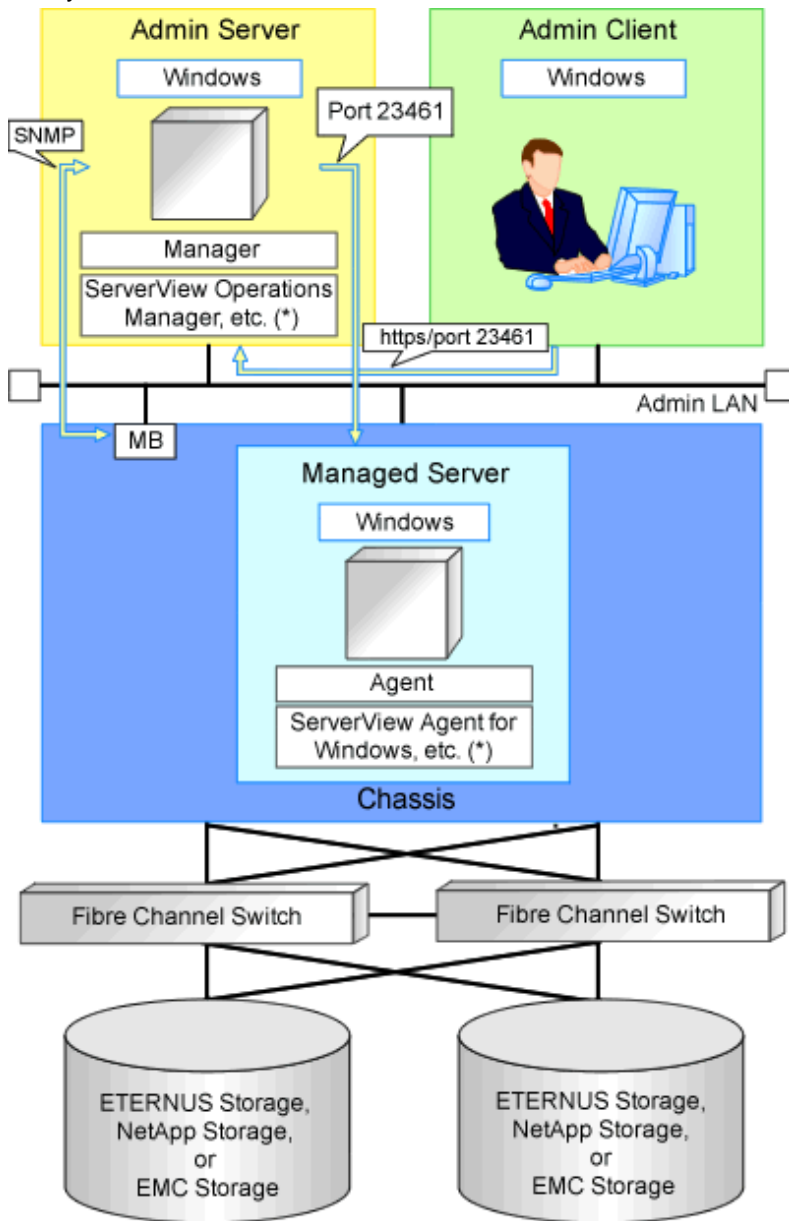 Admin Server
Windows
SNMP
Port 23461
Manager
ServerView Operations
Manager, etc. (*)
Admin Client
Windows
https/port 23461
Admin LAN
MB
Managed Server
Windows
Agent
ServerView Agent for
Windows, etc. (*)
Chassis
Fibre Channel Switch
Fibre Channel Switch
ETERNUS Storage,
NetApp Storage,
or
EMC Storage
ETERNUS Storage,
NetApp Storage,
or
EMC Storage